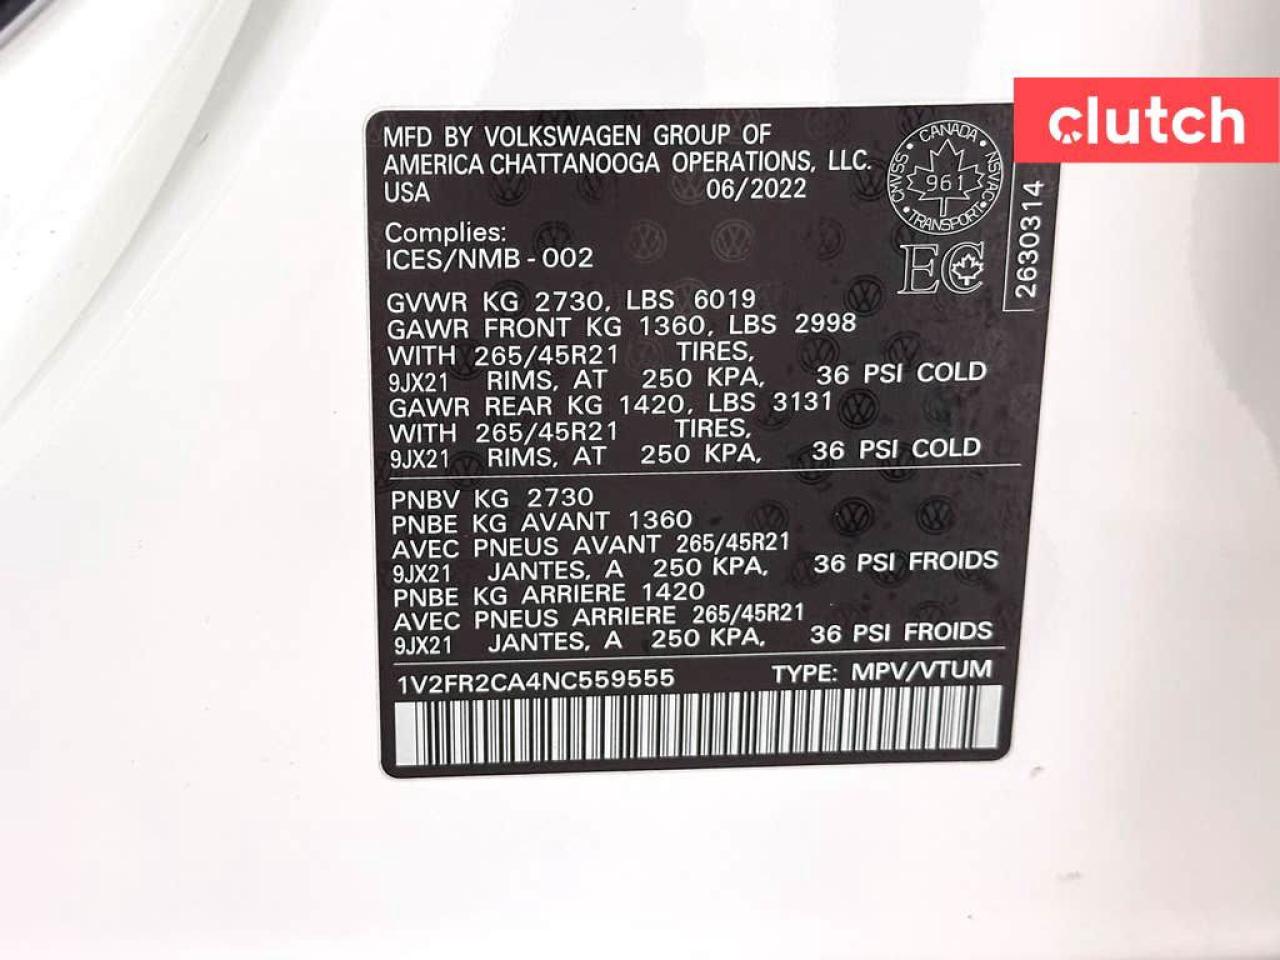 clutch
MFD BY VOLKSWAGEN GROUP OF
AMERICA CHATTANOOGA OPERATIONS, LLC.
USA 06/2022
CANADA
CMVSS NSVAC
961
TRANSPORT
Complies:
ICES/NMB-002
EC
2630314
GVWR KG 2730, LBS 6019
GAWR FRONT KG 1360, LBS 2998
WITH 265/45R21 TIRES,
9JX21 RIMS, AT 250 KPA, 36 PSI COLD
GAWR REAR KG 1420, LBS 3131
WITH 265/45R21 TIRES,
9JX21 RIMS, AT 250 KPA, 36 PSI COLD
PNBV KG 2730
PNBE KG AVANT 1360
AVEC PNEUS AVANT 265/45R21
9JX21 JANTES, A 250 KPA, 36 PSI FROIDS
PNBE KG ARRIERE 1420
AVEC PNEUS ARRIERE 265/45R21
9JX21 JANTES, A 250 KPA, 36 PSI FROIDS
1V2FR2CA4NC559555 TYPE: MPV/VTUM